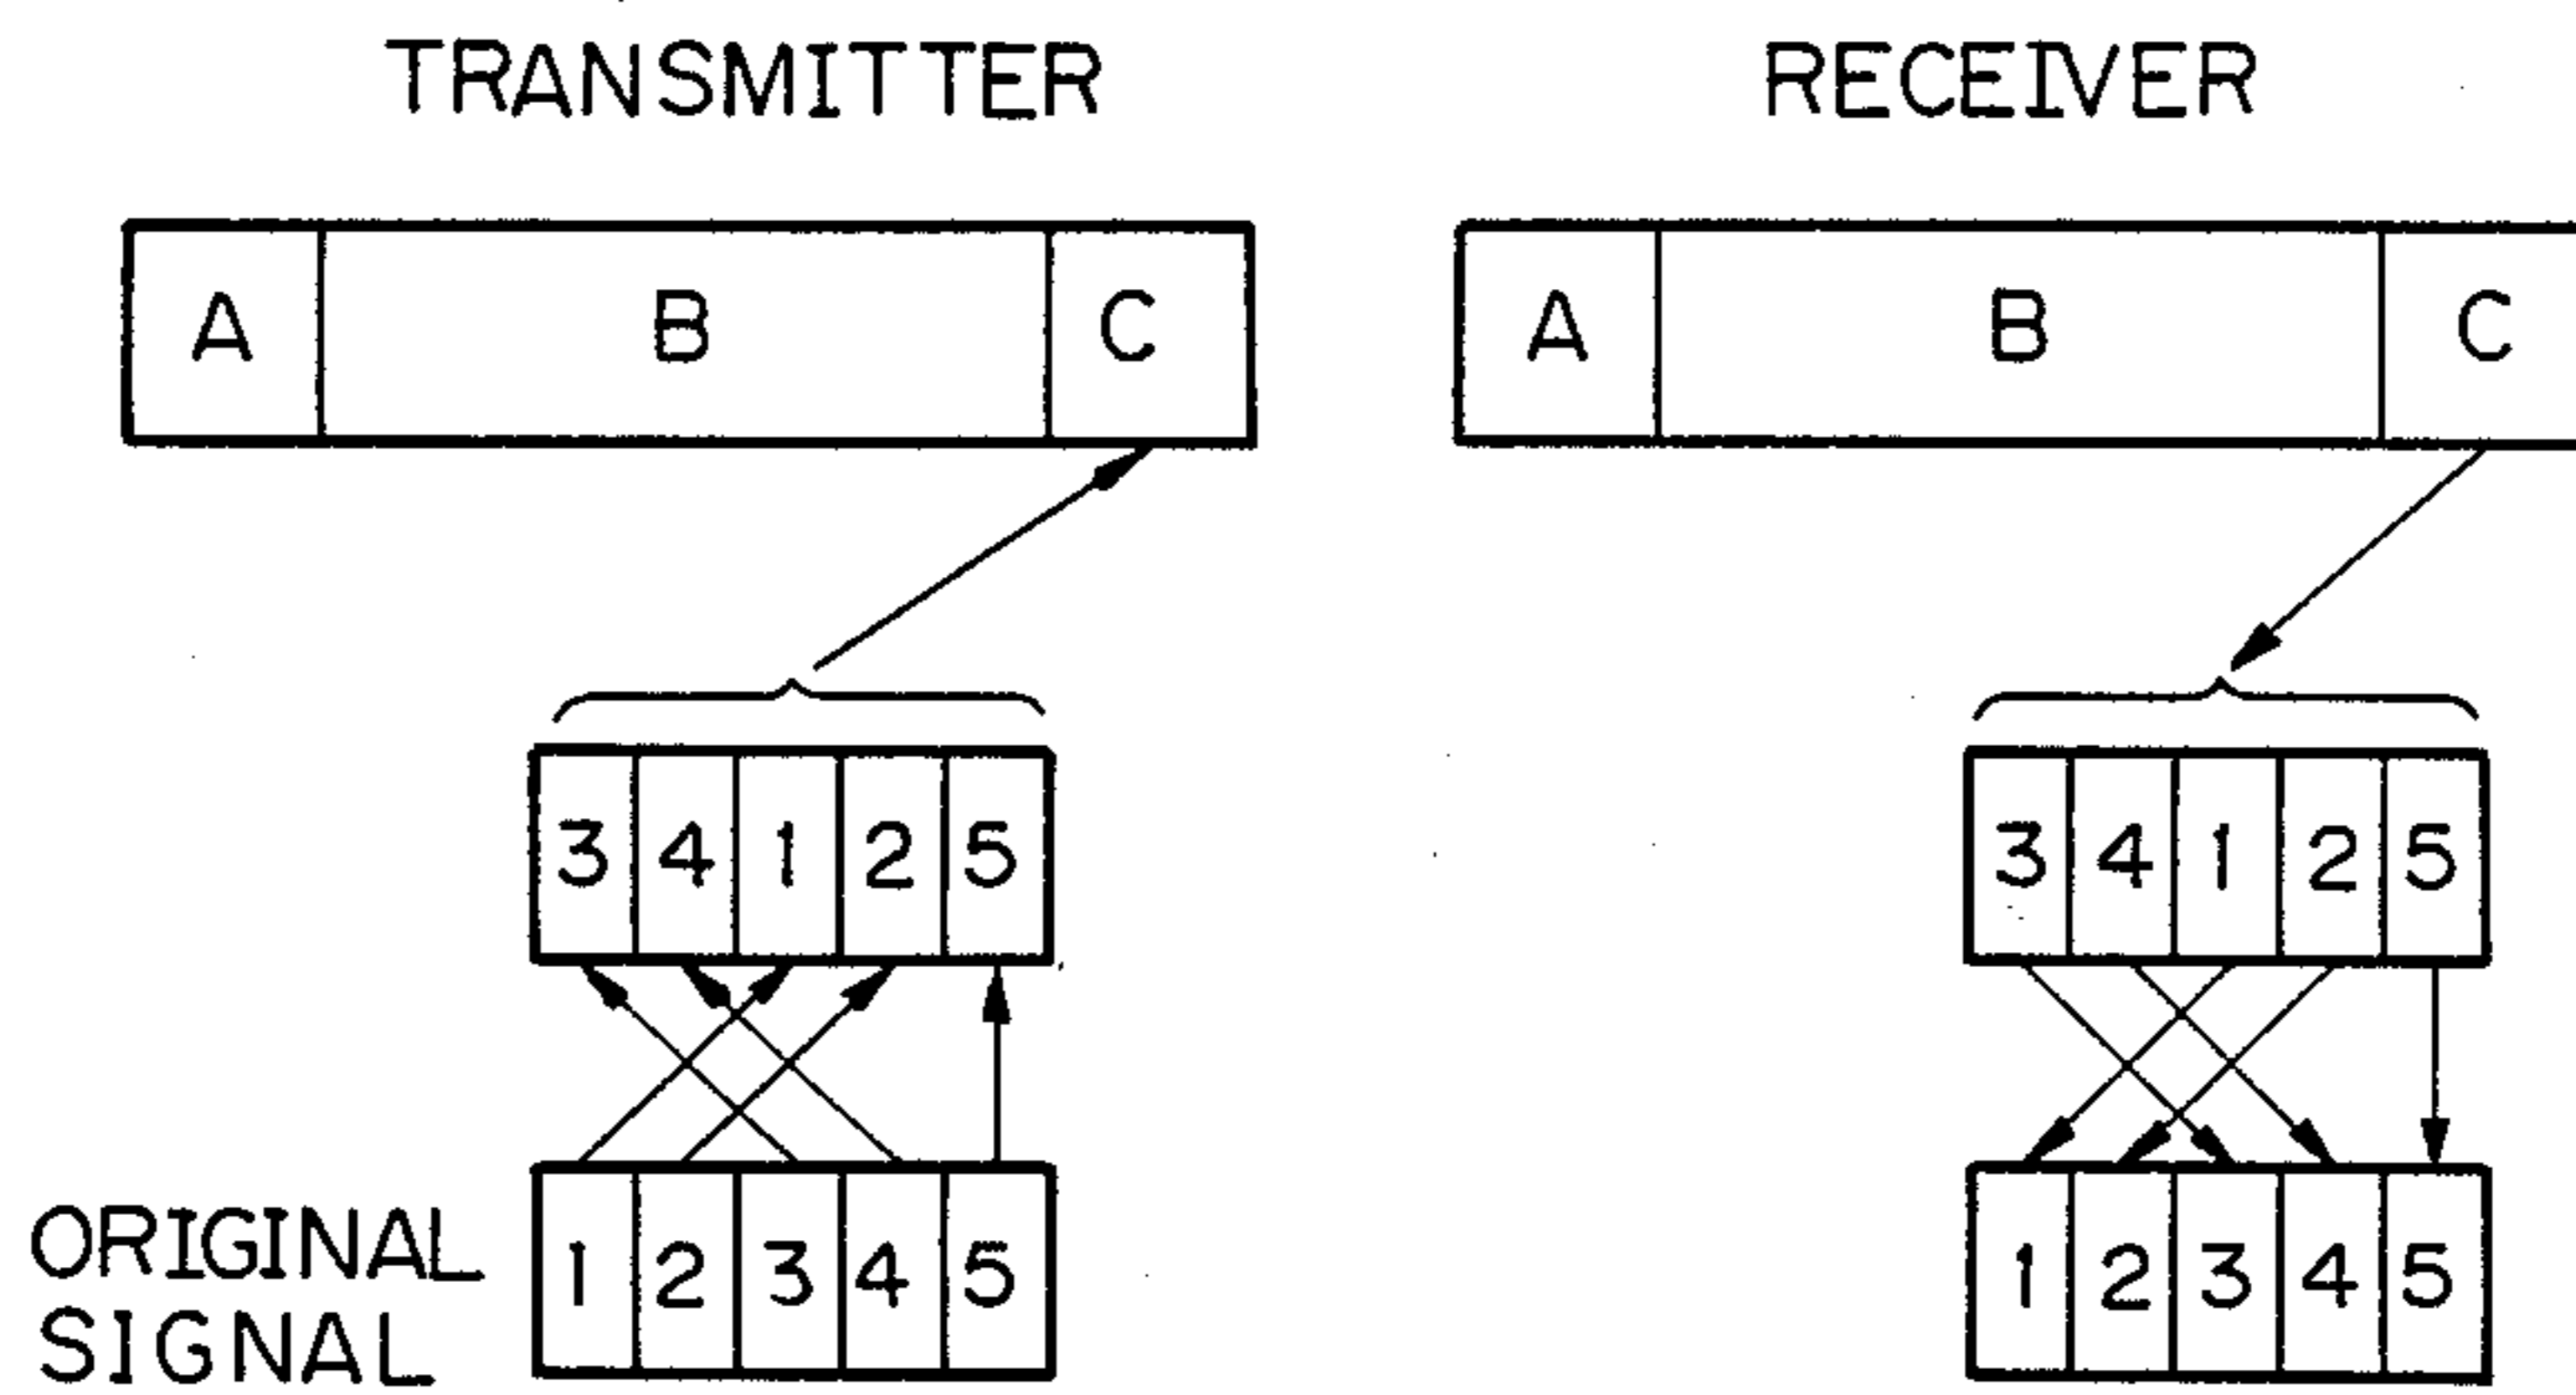 TRANSMITTER RECEIVER
A B C A B C
3 4 1 2 5 3 4 1 2 5
ORIGINAL 1 2 3 4 5 1 2 3 4 5
SIGNAL